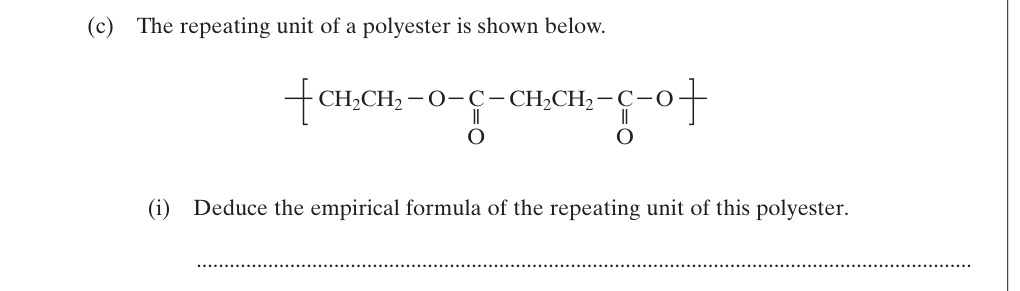 (c) The repeating unit of a polyester is shown below.
CH₂CH₂ – O – C – CH₂CH₂ – C – O
O O
(i) Deduce the empirical formula of the repeating unit of this polyester.